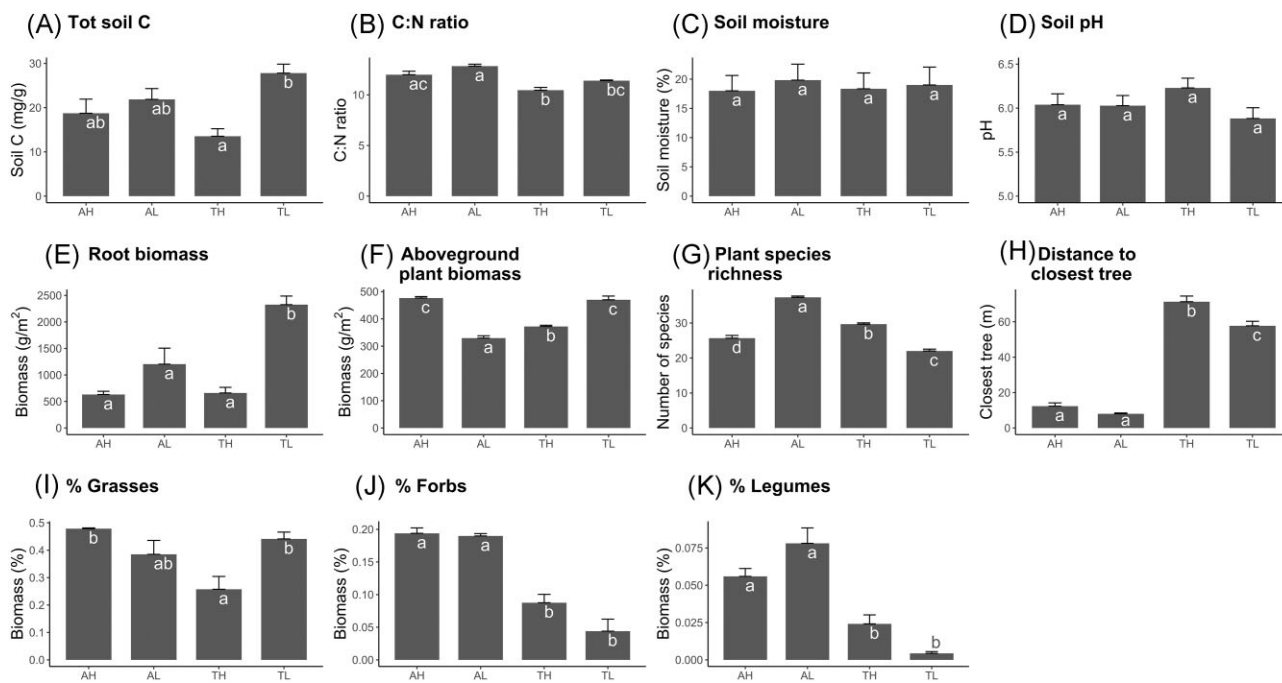 (A) Tot soil C
Soil C (mg/g)
30
20
10
0
ab
ab
a
b
AH AL TH TL
(B) C:N ratio
C:N ratio
10
5
0
ac
a
b
bc
AH AL TH TL
(C) Soil moisture
Soil moisture (%)
20
15
10
5
0
a
a
a
a
AH AL TH TL
(D) Soil pH
pH
6.5
6.0
5.5
5.0
a
a
a
a
AH AL TH TL
(E) Root biomass
Biomass (g/m²)
2500
2000
1500
1000
500
0
a
a
a
b
AH AL TH TL
(F) Aboveground
plant biomass
Biomass (g/m²)
500
400
300
200
100
0
c
a
b
c
AH AL TH TL
(G) Plant species
richness
Number of species
30
20
10
0
d
a
b
c
AH AL TH TL
(H) Distance to
closest tree
Closest tree (m)
60
40
20
0
a
a
b
c
AH AL TH TL
(I) % Grasses
Biomass (%)
0.5
0.4
0.3
0.2
0.1
0.0
b
ab
a
b
AH AL TH TL
(J) % Forbs
Biomass (%)
0.20
0.15
0.10
0.05
0.00
a
a
b
b
AH AL TH TL
(K) % Legumes
Biomass (%)
0.075
0.050
0.025
0.000
a
a
b
b
AH AL TH TL